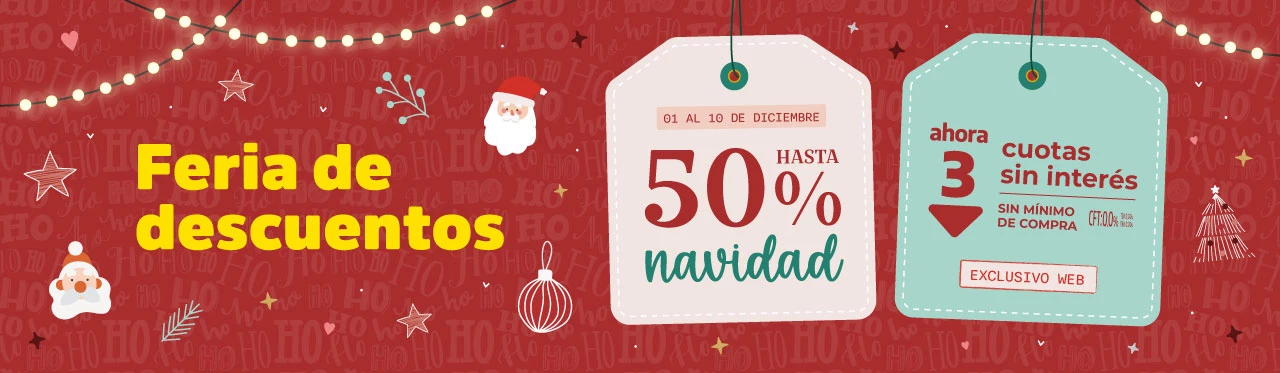 Feria de
descuentos
01 AL 10 DE DICIEMBRE
HASTA
50%
navidad
ahora
3
cuotas
sin interés
SIN MÍNIMO
DE COMPRA
CFT:0.0%
EXCLUSIVO WEB